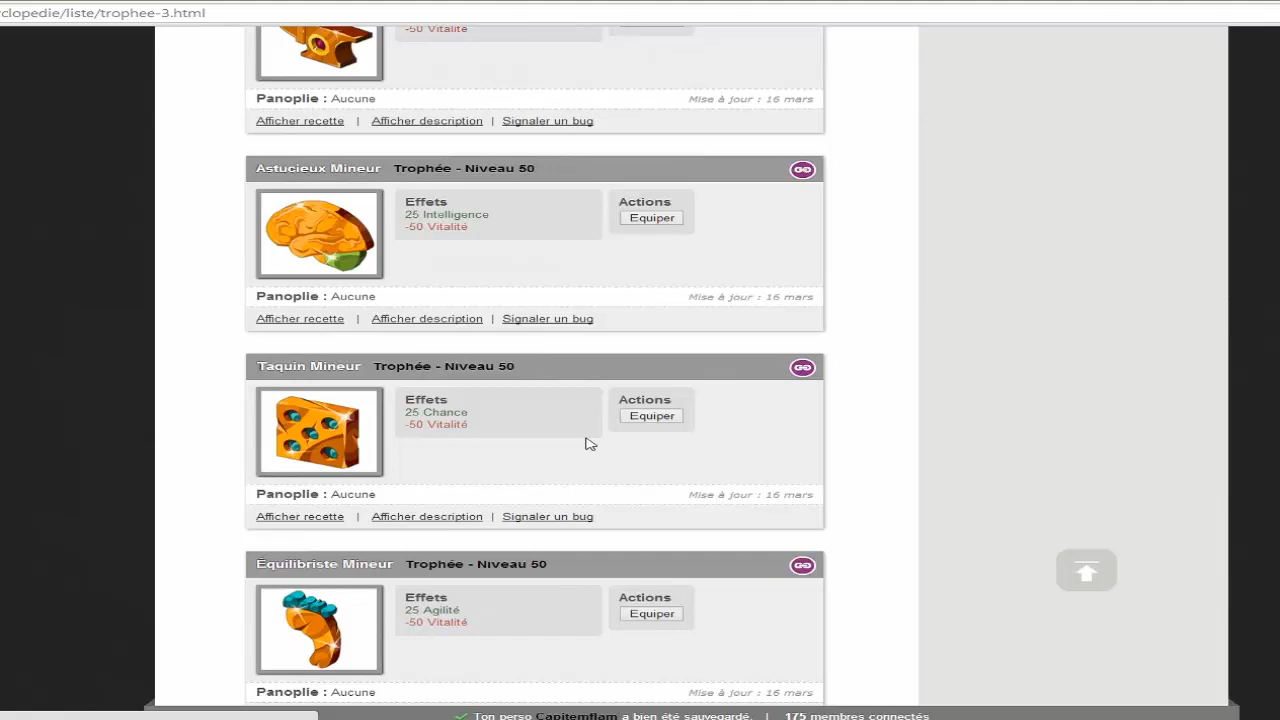 clopedie/liste/trophee-3.html
-50 Vitalité
Panoplie : Aucune Mise à jour : 16 mars
Afficher recette | Afficher description | Signaler un bug
Astucieux Mineur Trophée - Niveau 50
Effets Actions
25 Intelligence Equiper
-50 Vitalité
Panoplie : Aucune Mise à jour : 16 mars
Afficher recette | Afficher description | Signaler un bug
Taquin Mineur Trophée - Niveau 50
Effets Actions
25 Chance Equiper
-50 Vitalité
Panoplie : Aucune Mise à jour : 16 mars
Afficher recette | Afficher description | Signaler un bug
Équilibriste Mineur Trophée - Niveau 50
Effets Actions
25 Agilité Equiper
-50 Vitalité
Panoplie : Aucune Mise à jour : 16 mars
Ton perso Capitemflam a bien été sauvegardé. | 175 membres connectés